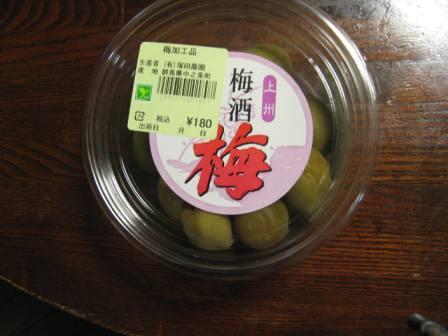 梅加工品
生産者 (有)塚田農園
産 地 群馬県中之条町
税込 ¥180
出荷日 月 日
上州
梅酒
梅